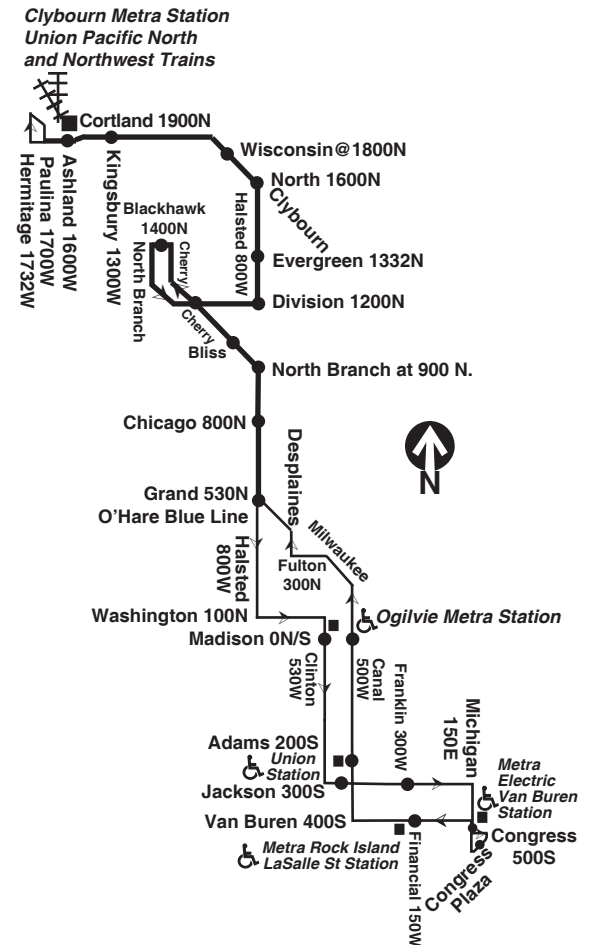 Clybourn Metra Station
Union Pacific North
and Northwest Trains
Cortland 1900N
Wisconsin@1800N
North 1600N
Clybourn
Halsted 800W
Ashland 1600W
Paulina 1700W
Hermitage 1732W
Kingsbury 1300W
Blackhawk
1400N
Cherry
North Branch
Evergreen 1332N
Division 1200N
Cherry
Bliss
North Branch at 900 N.
Chicago 800N
N
Grand 530N
O'Hare Blue Line
Desplaines
Milwaukee
Halsted
800W
Fulton
300N
Washington 100N
Ogilvie Metra Station
Madison 0N/S
Clinton
530W
Canal
500W
Franklin 300W
Michigan
150E
Adams 200S
Union
Station
Jackson 300S
Metra
Electric
Van Buren
Station
Van Buren 400S
Congress
500S
Metra Rock Island
LaSalle St Station
Financial 150W
Congress
Plaza